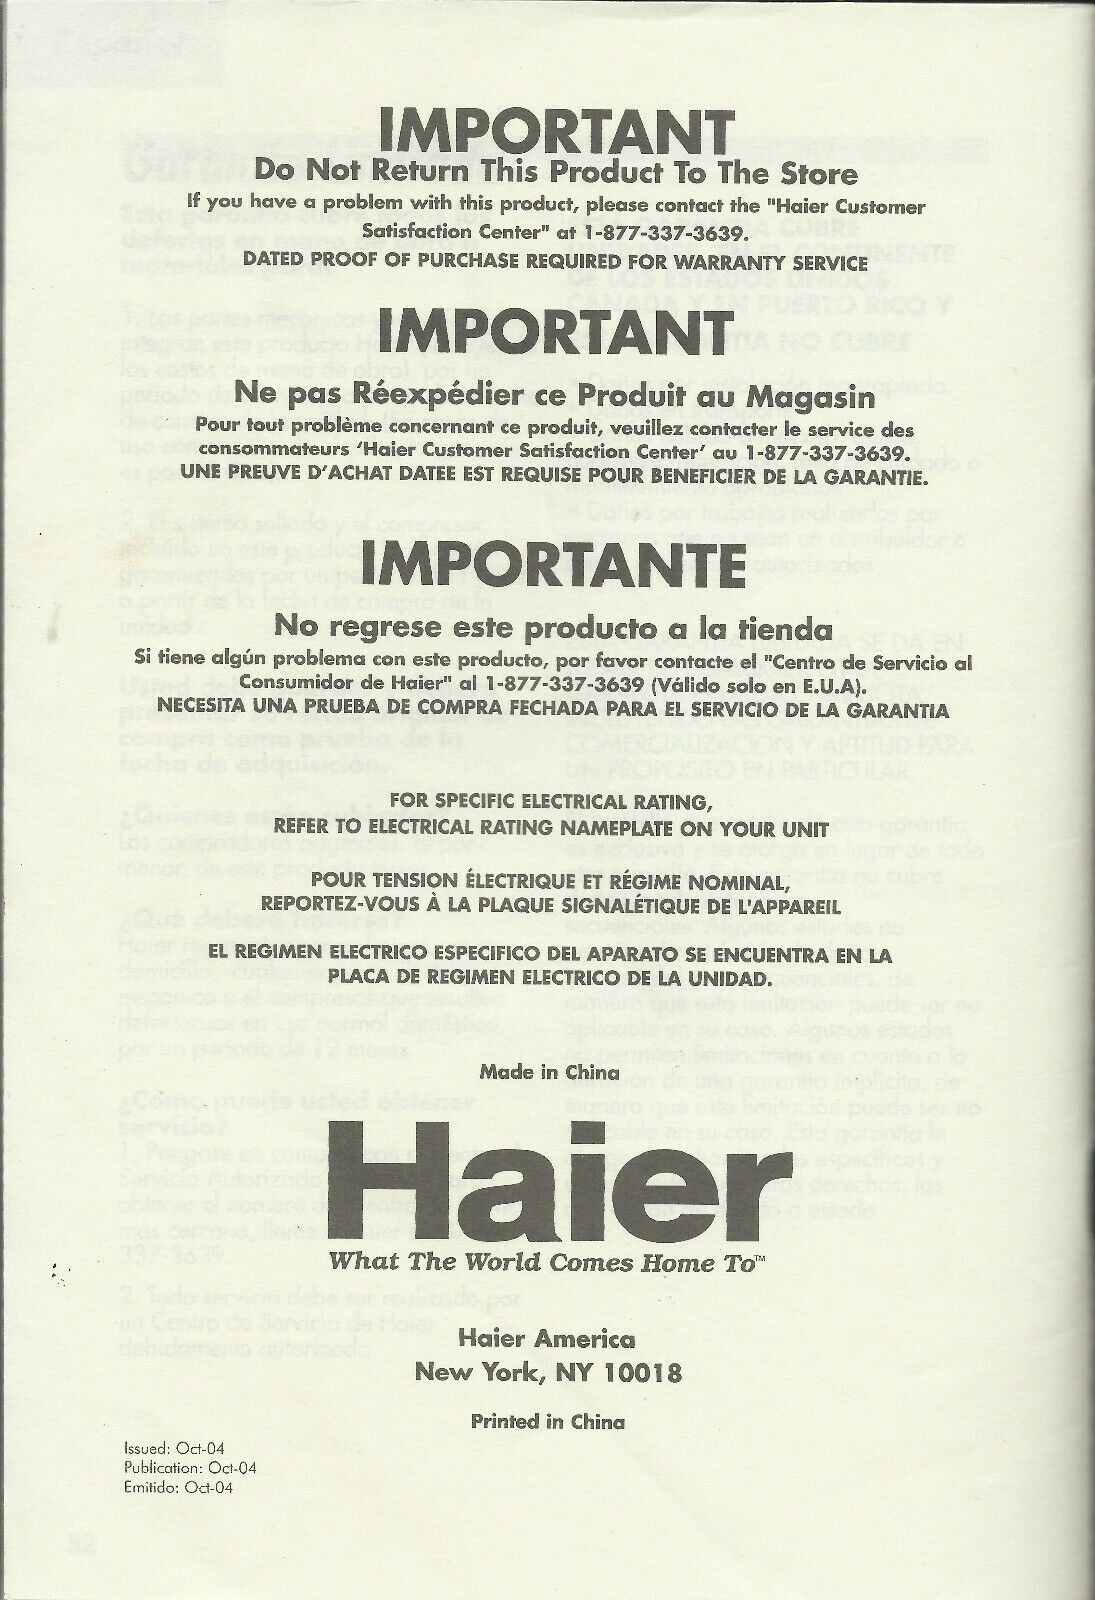 IMPORTANT
Do Not Return This Product To The Store
If you have a problem with this product, please contact the "Haier Customer
Satisfaction Center" at 1-877-337-3639.
DATED PROOF OF PURCHASE REQUIRED FOR WARRANTY SERVICE
IMPORTANT
Ne pas Réexpédier ce Produit au Magasin
Pour tout problème concernant ce produit, veuillez contacter le service des
consommateurs 'Haier Customer Satisfaction Center' au 1-877-337-3639.
UNE PREUVE D'ACHAT DATEE EST REQUISE POUR BENEFICIER DE LA GARANTIE.
IMPORTANTE
No regrese este producto a la tienda
Si tiene algún problema con este producto, por favor contacte el "Centro de Servicio al
Consumidor de Haier" al 1-877-337-3639 (Válido solo en E.U.A).
NECESITA UNA PRUEBA DE COMPRA FECHADA PARA EL SERVICIO DE LA GARANTIA
FOR SPECIFIC ELECTRICAL RATING,
REFER TO ELECTRICAL RATING NAMEPLATE ON YOUR UNIT
POUR TENSION ÉLECTRIQUE ET RÉGIME NOMINAL,
REPORTEZ-VOUS À LA PLAQUE SIGNALÉTIQUE DE L'APPAREIL
EL REGIMEN ELECTRICO ESPECIFICO DEL APARATO SE ENCUENTRA EN LA
PLACA DE REGIMEN ELECTRICO DE LA UNIDAD.
Made in China
Haier
What The World Comes Home To™
Haier America
New York, NY 10018
Printed in China
Issued: Oct-04
Publication: Oct-04
Emitido: Oct-04